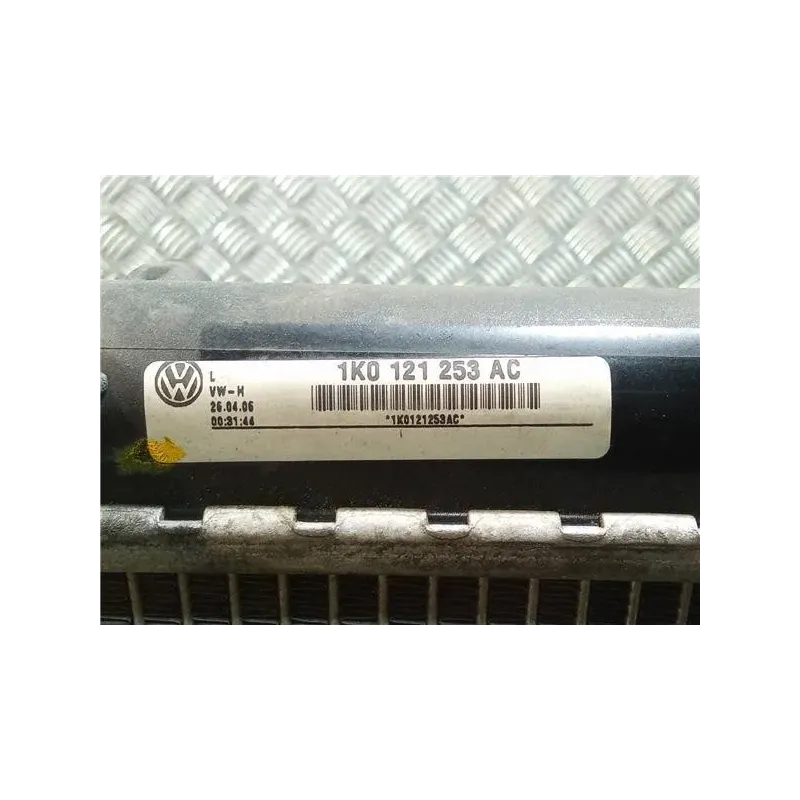 L
1K0 121 253 AC
VW-H
26.04.06
00:31:44
*1K0121253AC*